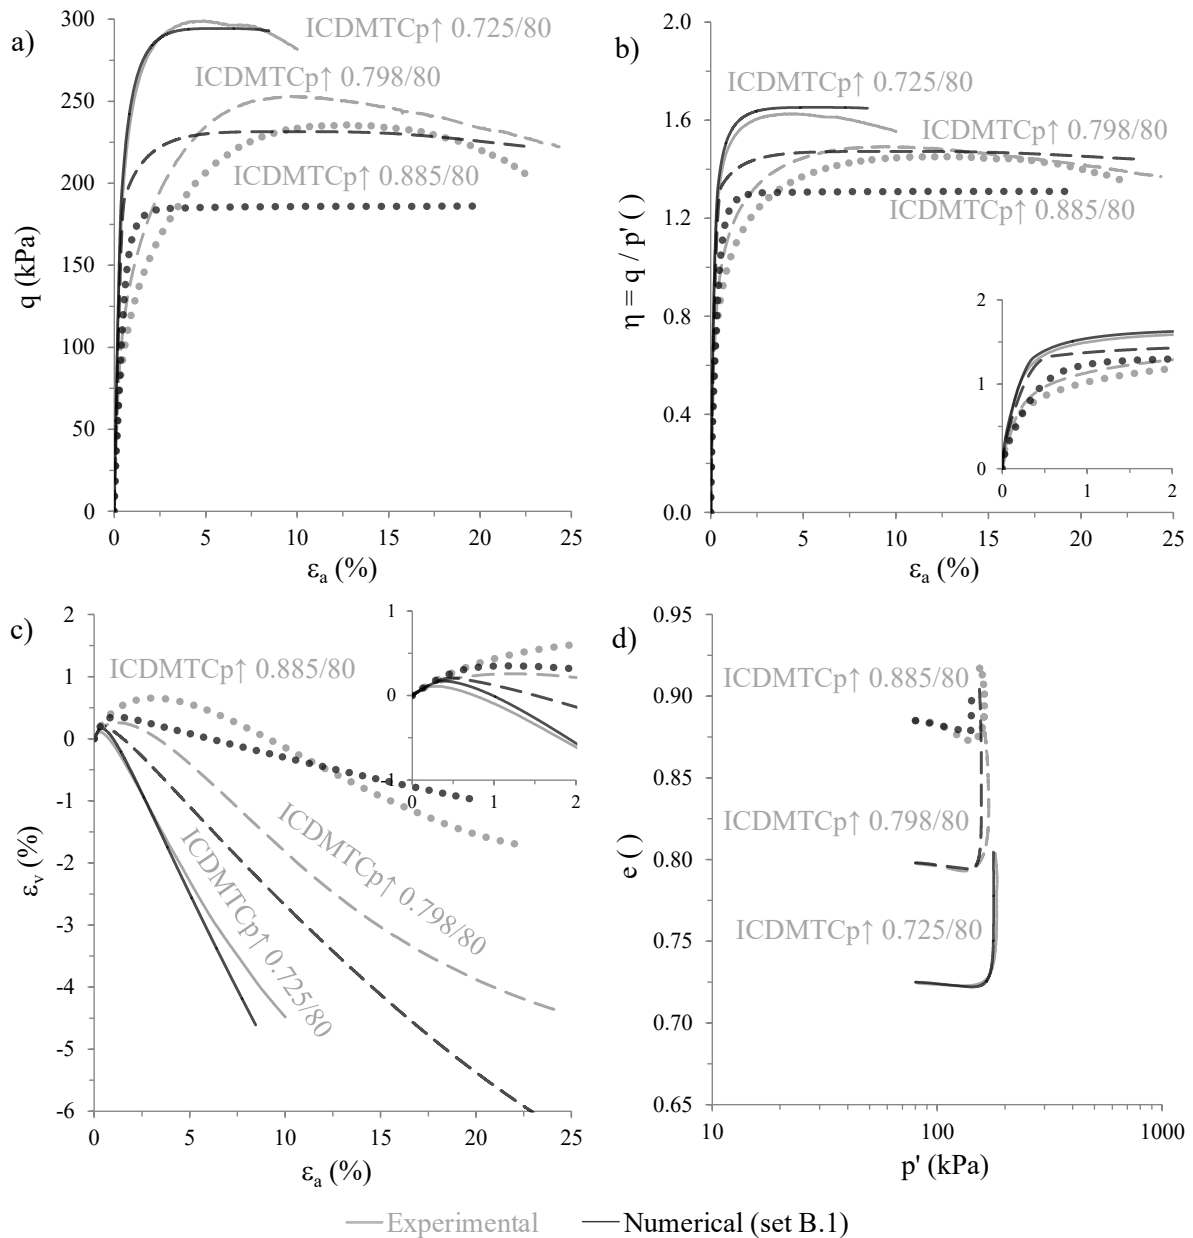 a)
300
250
200
150
100
50
0
q (kPa)
ICDMTCp↑ 0.725/80
ICDMTCp↑ 0.798/80
ICDMTCp↑ 0.885/80
0 5 10 15 20 25
εa (%)
b)
2.0
1.6
1.2
0.8
0.4
0.0
η = q / p' ( )
ICDMTCp↑ 0.725/80
ICDMTCp↑ 0.798/80
ICDMTCp↑ 0.885/80
2
1
0
0 1 2
0 5 10 15 20 25
εa (%)
c)
2
1
0
-1
-2
-3
-4
-5
-6
εv (%)
ICDMTCp↑ 0.885/80
ICDMTCp↑ 0.798/80
ICDMTCp↑ 0.725/80
1
0
-1
0 1 2
0 5 10 15 20 25
εa (%)
d)
0.95
0.90
0.85
0.80
0.75
0.70
0.65
e ( )
ICDMTCp↑ 0.885/80
ICDMTCp↑ 0.798/80
ICDMTCp↑ 0.725/80
10 100 1000
p' (kPa)
Experimental
Numerical (set B.1)